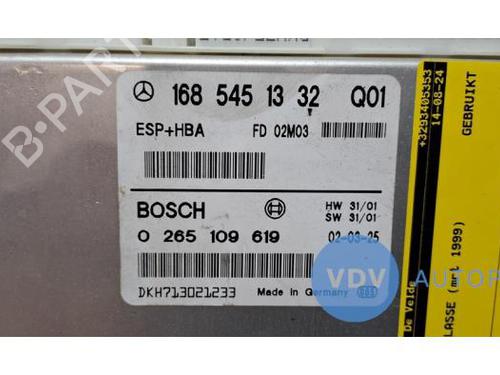 168 545 13 32 Q01
ESP+HBA FD 02M03
BOSCH HW 31/01
SW 31/01
0 265 109 619 02-03-25
DKH713021233 Made in Germany
VDV AUTOR
B-Parts
+3293405353
14-08-24
GEBRUIKT
De Velde
LASSE (mrt 1999)